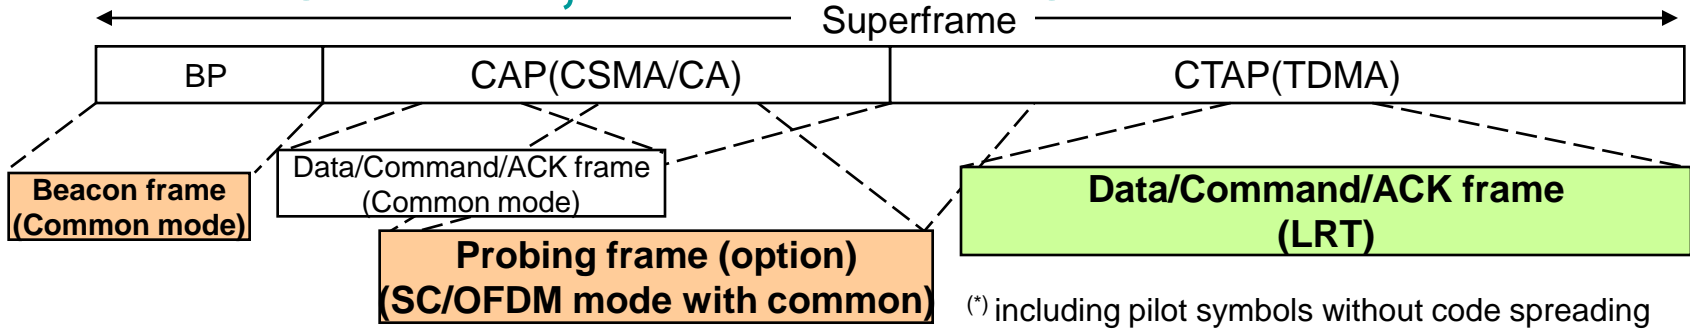 Superframe
BP
CAP(CSMA/CA)
CTAP(TDMA)
Beacon frame
(Common mode)
Data/Command/ACK frame
(Common mode)
Probing frame (option)
(SC/OFDM mode with common)
Data/Command/ACK frame
(LRT)
(*) including pilot symbols without code spreading